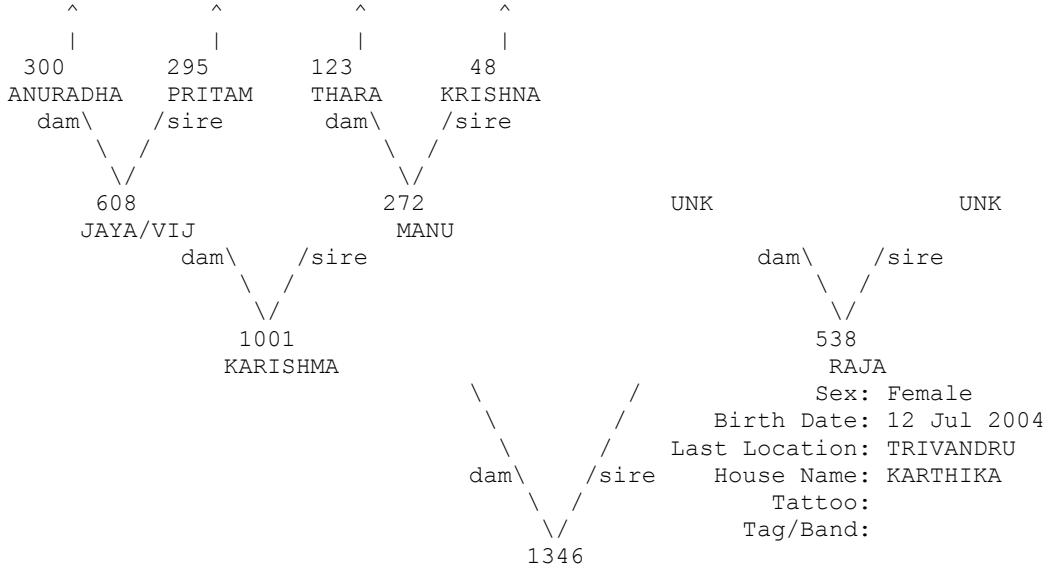 ^ ^ ^ ^
| | | |
300 295 123 48
ANURADHA PRITAM THARA KRISHNA
dam\ /sire dam\ /sire
\ / \ /
\/ \/
608 272 UNK UNK
JAYA/VIJ MANU
dam\ /sire dam\ /sire
\ / \ /
\/ \/
1001 538
KARISHMA RAJA
\ / Sex: Female
\ / Birth Date: 12 Jul 2004
\ / Last Location: TRIVANDRU
dam\ /sire House Name: KARTHIKA
\ / Tattoo:
\/ Tag/Band:
1346